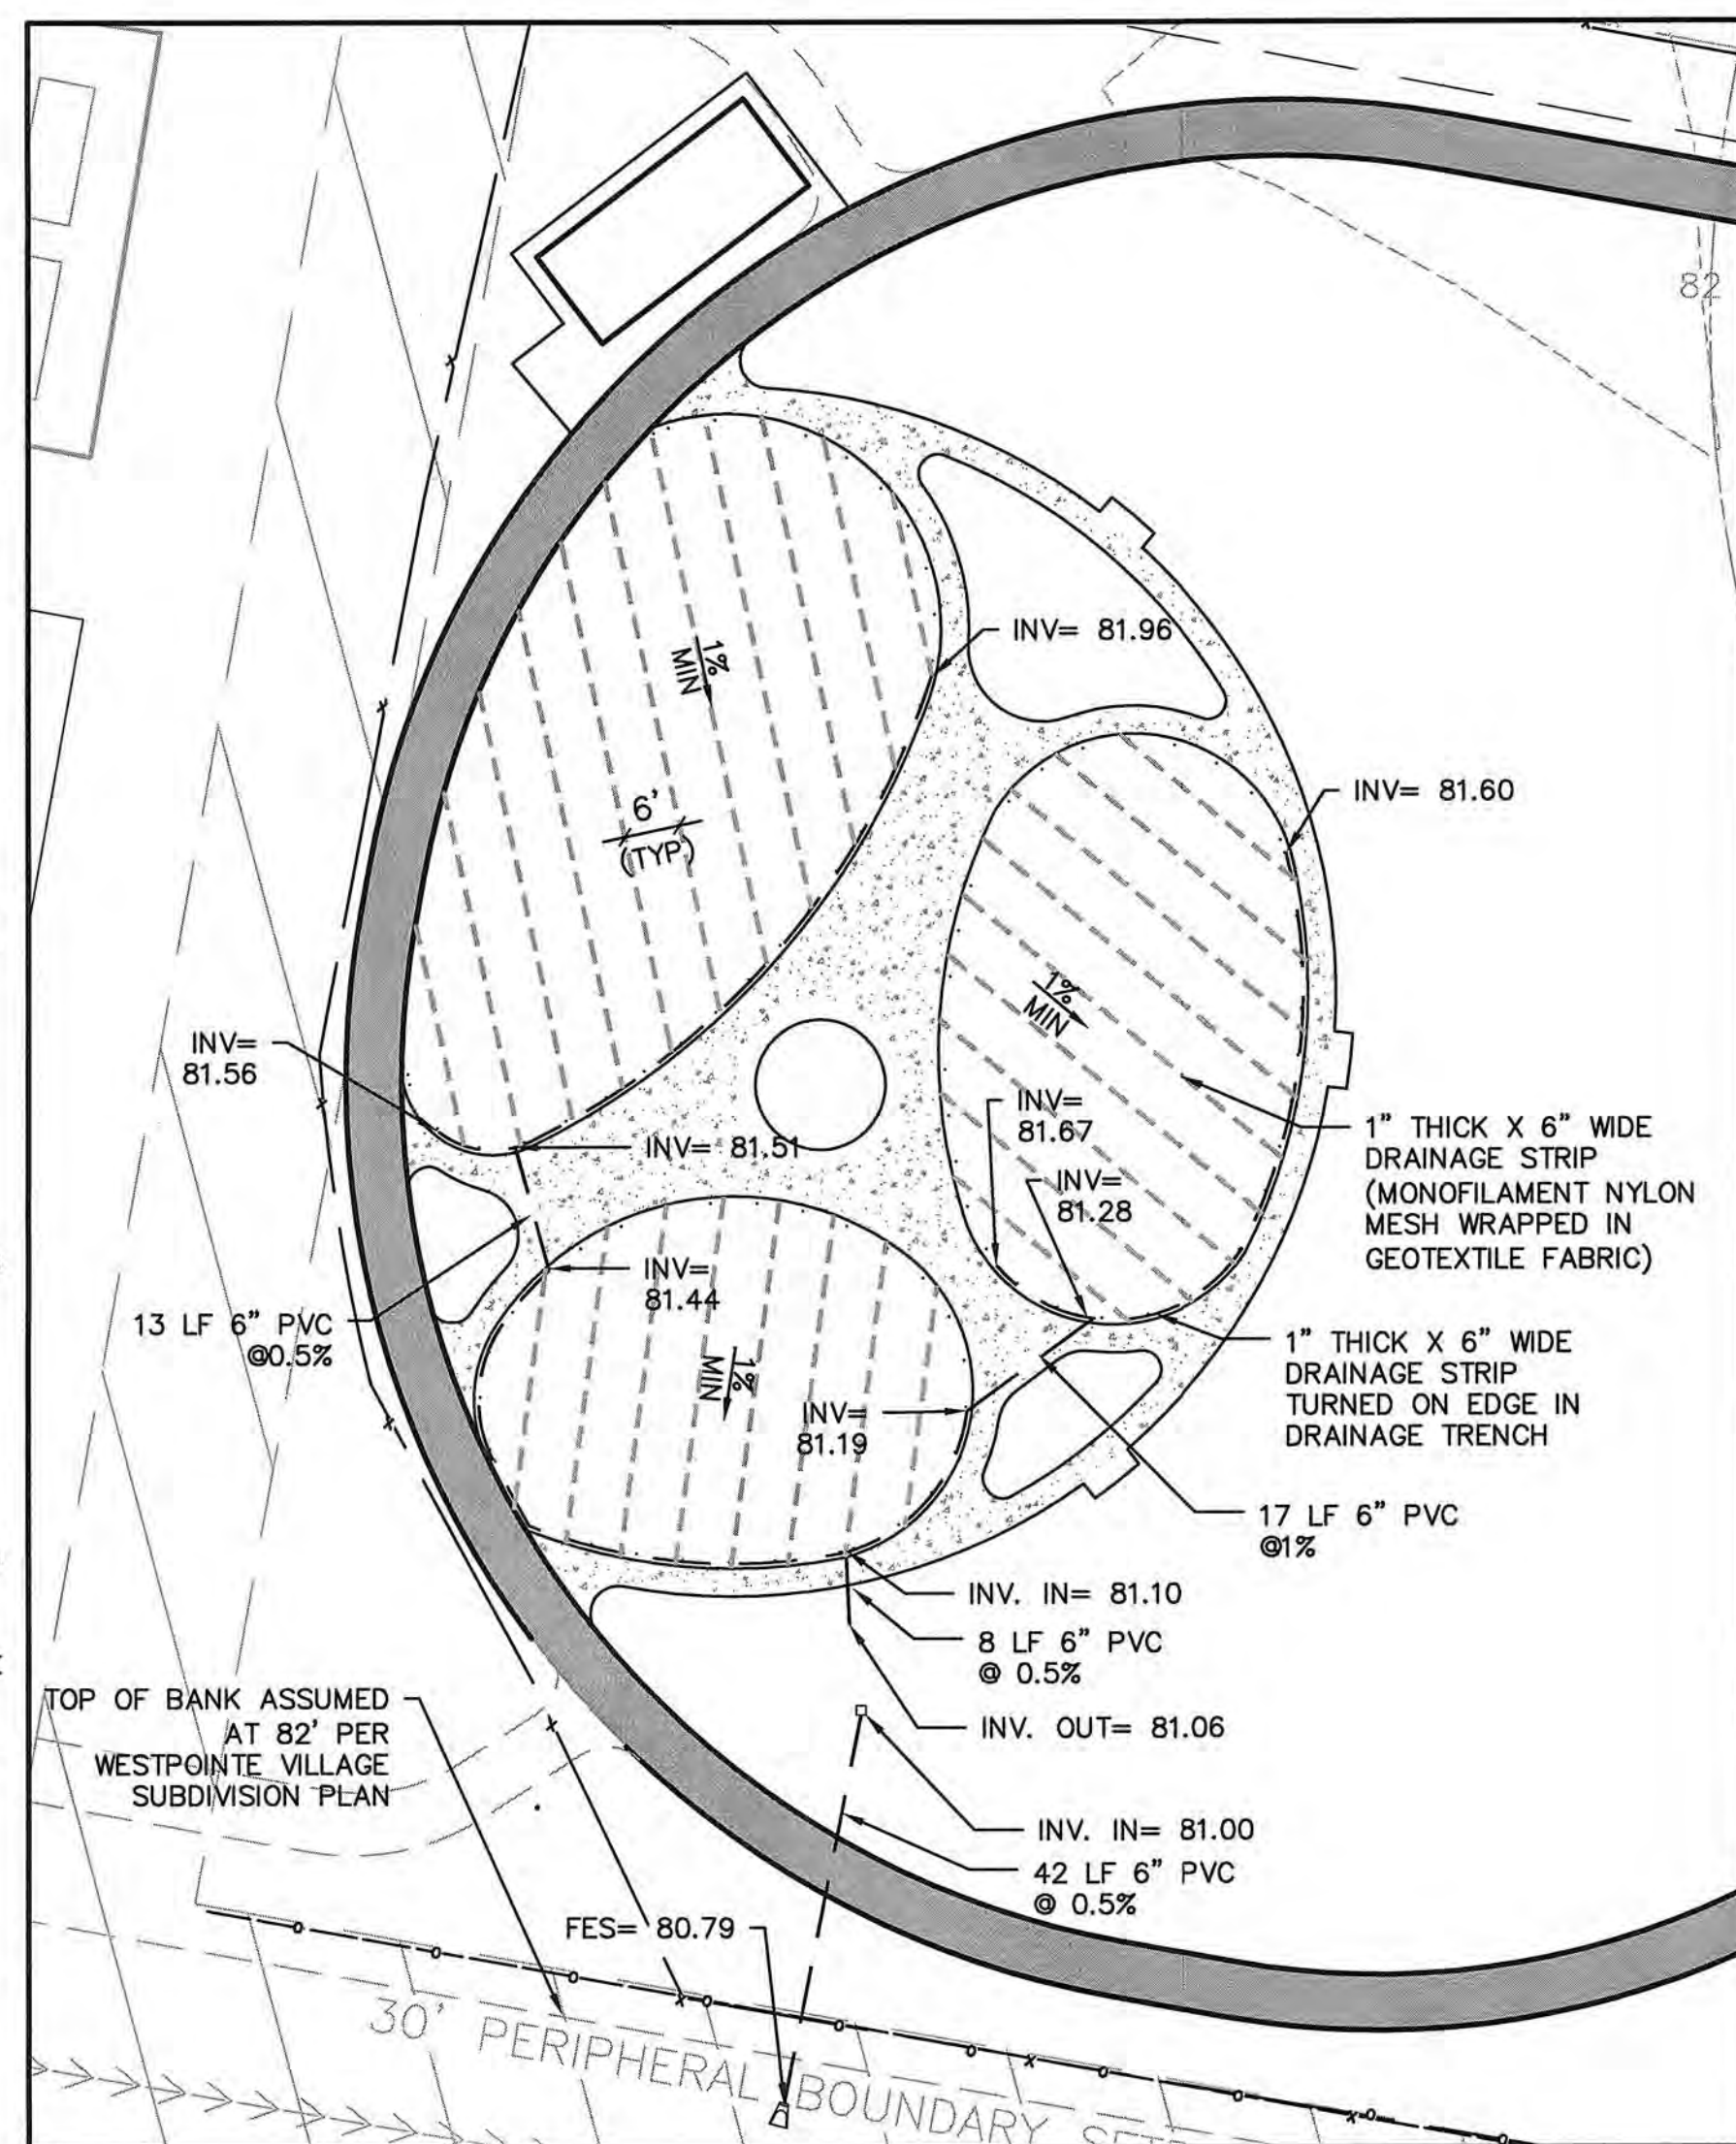 82
INV= 81.96
1%
MIN
INV= 81.60
6'
(TYP)
1%
MIN
INV=
81.56
INV=
81.67
1" THICK X 6" WIDE
DRAINAGE STRIP
(MONOFILAMENT NYLON
MESH WRAPPED IN
GEOTEXTILE FABRIC)
INV= 81.51
INV=
81.28
INV=
81.44
13 LF 6" PVC
@0.5%
1" THICK X 6" WIDE
DRAINAGE STRIP
TURNED ON EDGE IN
DRAINAGE TRENCH
1%
MIN
INV=
81.19
17 LF 6" PVC
@1%
INV. IN= 81.10
8 LF 6" PVC
@ 0.5%
TOP OF BANK ASSUMED
AT 82' PER
WESTPOINTE VILLAGE
SUBDIVISION PLAN
INV. OUT= 81.06
INV. IN= 81.00
42 LF 6" PVC
@ 0.5%
FES= 80.79
30' PERIPHERAL BOUNDARY